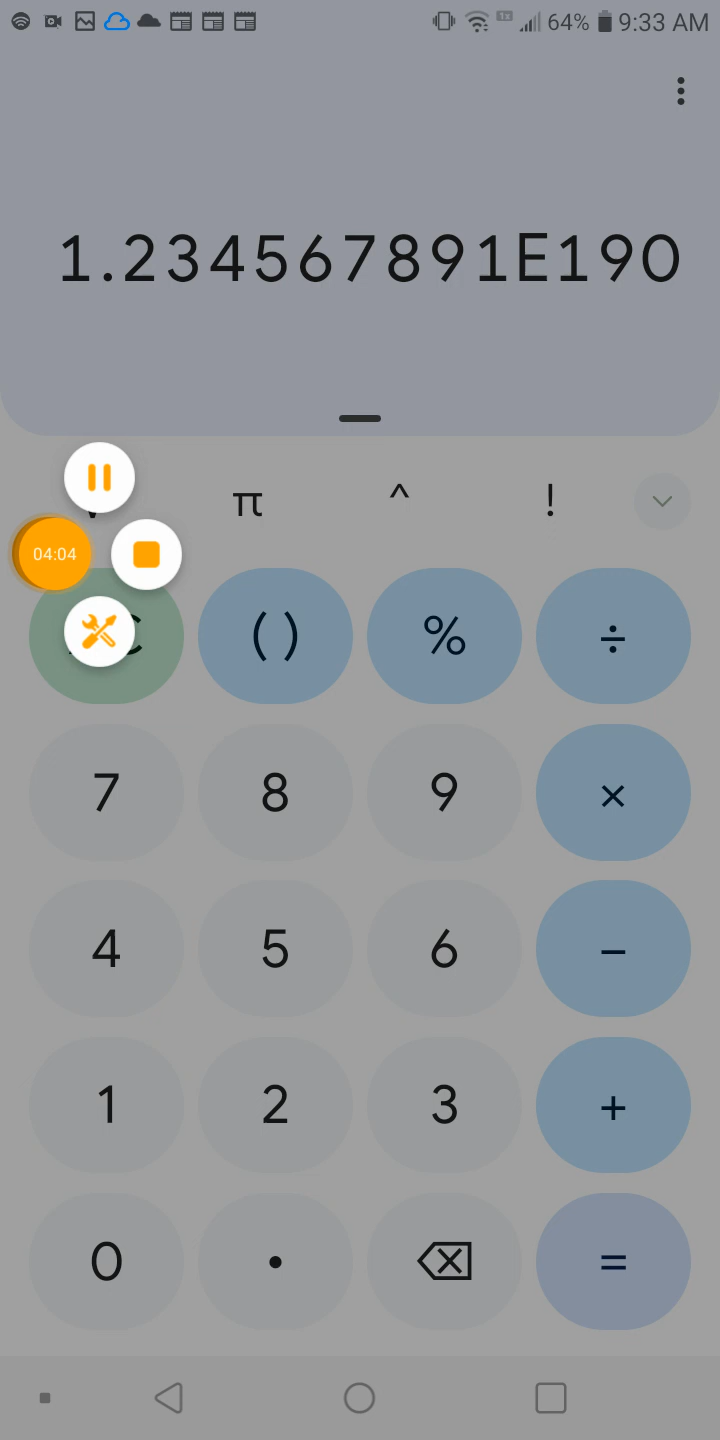 64% 9:33 AM
1.234567891E190
π ^ !
04:04
( ) % ÷
7 8 9 ×
4 5 6 −
1 2 3 +
0 . =